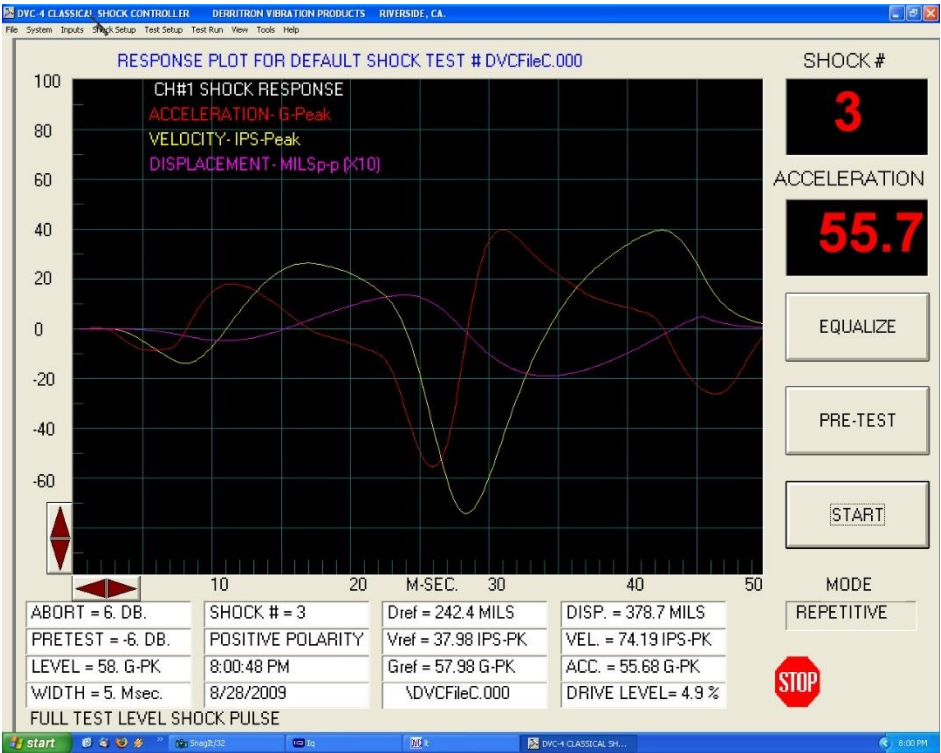 DVC-4 CLASSICAL SHOCK CONTROLLER DERRITRON VIBRATION PRODUCTS RIVERSIDE, CA.
File System Inputs Shock Setup Test Setup Test Run View Tools Help
RESPONSE PLOT FOR DEFAULT SHOCK TEST # DVCFileC.000
SHOCK #
3
ACCELERATION
55.7
EQUALIZE
PRE-TEST
START
MODE
REPETITIVE
STOP
CH#1 SHOCK RESPONSE
ACCELERATION- G-Peak
VELOCITY- IPS-Peak
DISPLACEMENT- MILSp-p (X10)
100
80
60
40
20
0
-20
-40
-60
10 20 M-SEC. 30 40 50
ABORT = 6. DB. SHOCK # = 3 Dref = 242.4 MILS DISP. = 378.7 MILS
PRETEST = -6. DB. POSITIVE POLARITY Vref = 37.98 IPS-PK VEL. = 74.19 IPS-PK
LEVEL = 58. G-PK 8:00:48 PM Gref = 57.98 G-PK ACC. = 55.68 G-PK
WIDTH = 5. Msec. 8/28/2009 \DVCFileC.000 DRIVE LEVEL= 4.9 %
FULL TEST LEVEL SHOCK PULSE
start SnagIt/32 DVC-4 CLASSICAL SH... 8:00 PM